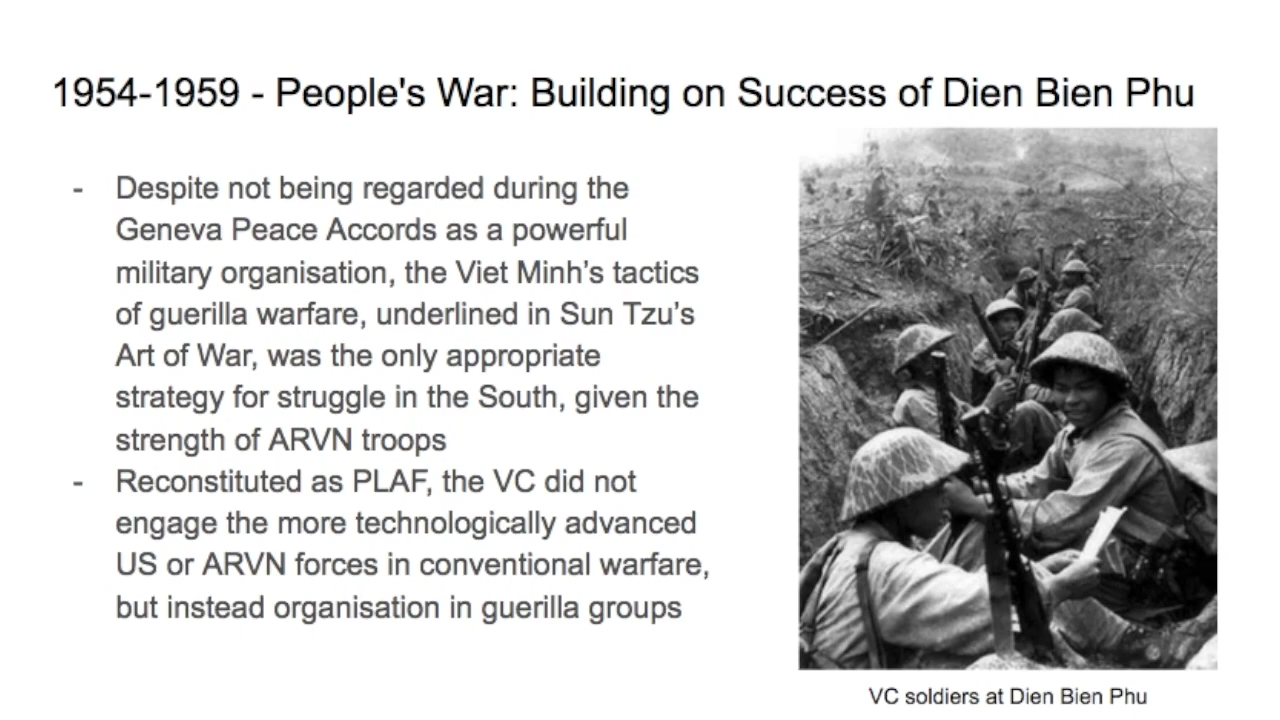 1954-1959 - People's War: Building on Success of Dien Bien Phu
- Despite not being regarded during the
Geneva Peace Accords as a powerful
military organisation, the Viet Minh’s tactics
of guerilla warfare, underlined in Sun Tzu’s
Art of War, was the only appropriate
strategy for struggle in the South, given the
strength of ARVN troops
- Reconstituted as PLAF, the VC did not
engage the more technologically advanced
US or ARVN forces in conventional warfare,
but instead organisation in guerilla groups
VC soldiers at Dien Bien Phu